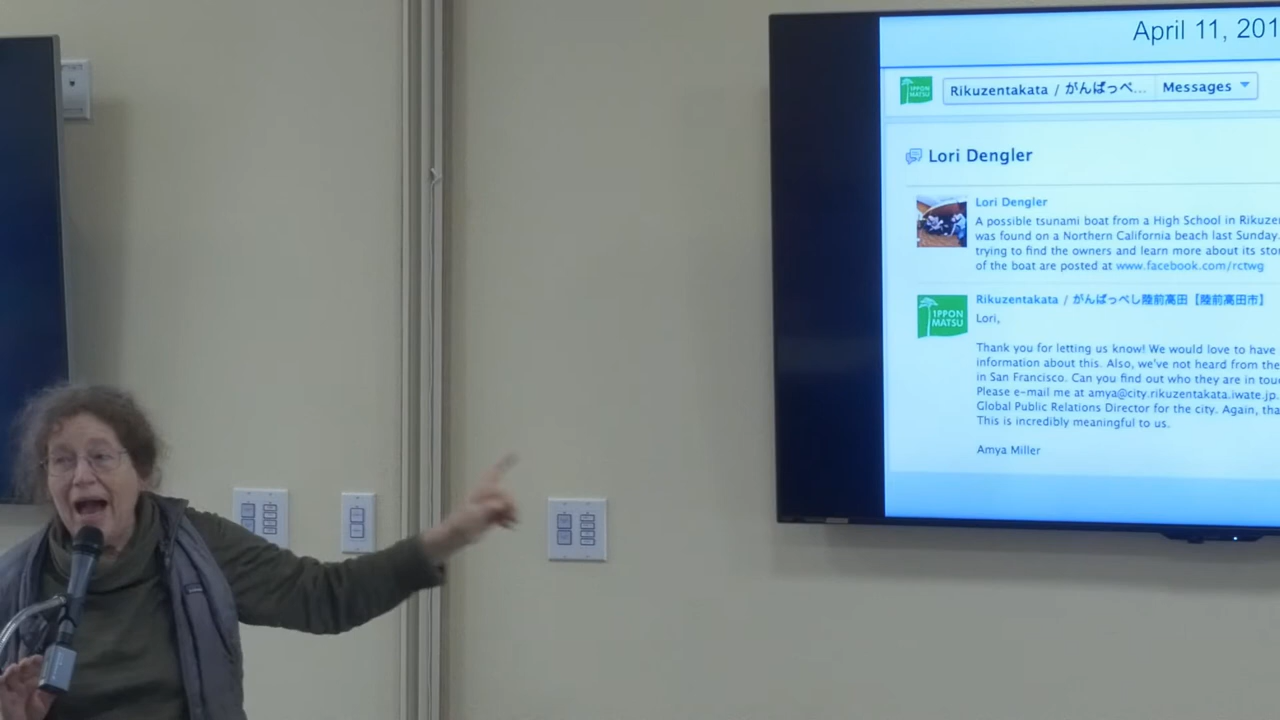 April 11, 201
IPPON
MATSU
Rikuzentakata / がんばっぺ... Messages
Lori Dengler
Lori Dengler
A possible tsunami boat from a High School in Rikuzen
was found on a Northern California beach last Sunday.
trying to find the owners and learn more about its sto
of the boat are posted at www.facebook.com/rctwg
Rikuzentakata / がんばっぺし陸前高田【陸前高田市】
IPPON
MATSU
Lori,
Thank you for letting us know! We would love to have
information about this. Also, we've not heard from the
in San Francisco. Can you find out who they are in tou
Please e-mail me at amya@city.rikuzentakata.iwate.jp.
Global Public Relations Director for the city. Again, tha
This is incredibly meaningful to us.
Amya Miller